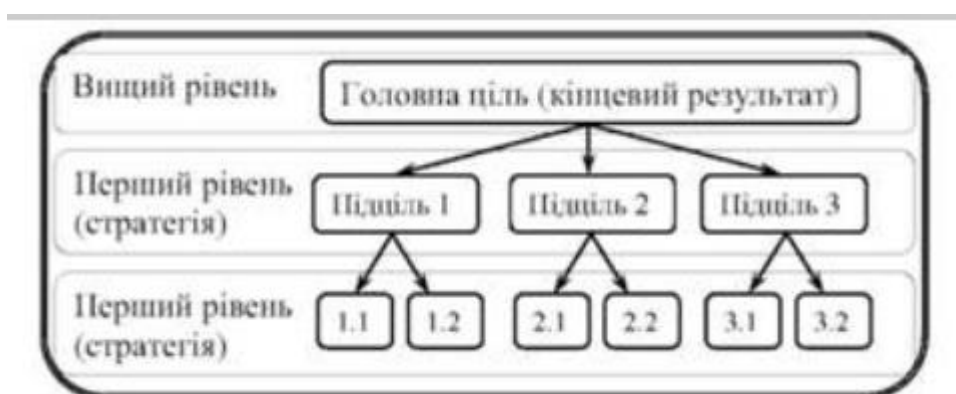 Вищий рівень
Головна ціль (кінцевий результат)
Перший рівень
(стратегія)
Підціль 1
Підціль 2
Підціль 3
Перший рівень
(стратегія)
1.1
1.2
2.1
2.2
3.1
3.2